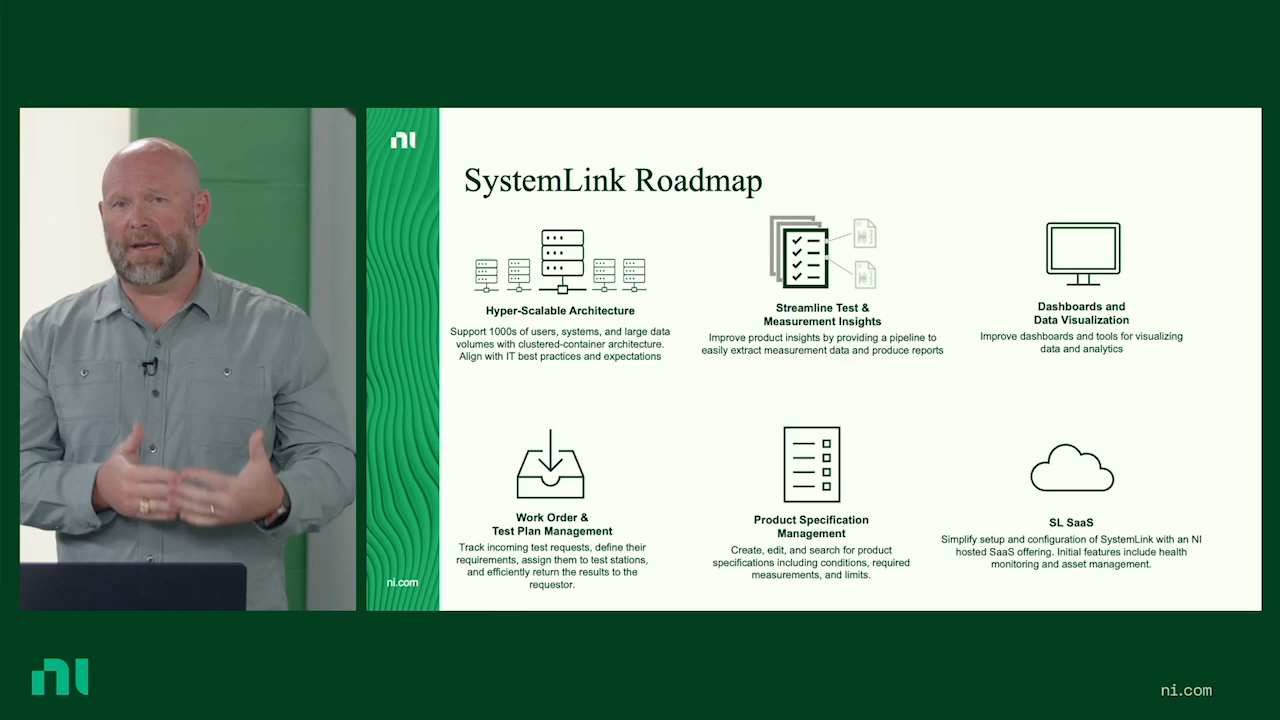 ni
SystemLink Roadmap
Hyper-Scalable Architecture
Support 1000s of users, systems, and large data
volumes with clustered-container architecture.
Align with IT best practices and expectations
Streamline Test &
Measurement Insights
Improve product insights by providing a pipeline to
easily extract measurement data and produce reports
Dashboards and
Data Visualization
Improve dashboards and tools for visualizing
data and analytics
Work Order &
Test Plan Management
Track incoming test requests, define their
requirements, assign them to test stations,
and efficiently return the results to the
requestor.
Product Specification
Management
Create, edit, and search for product
specifications including conditions, required
measurements, and limits.
SL SaaS
Simplify setup and configuration of SystemLink with an NI
hosted SaaS offering. Initial features include health
monitoring and asset management.
ni.com
ni
ni.com